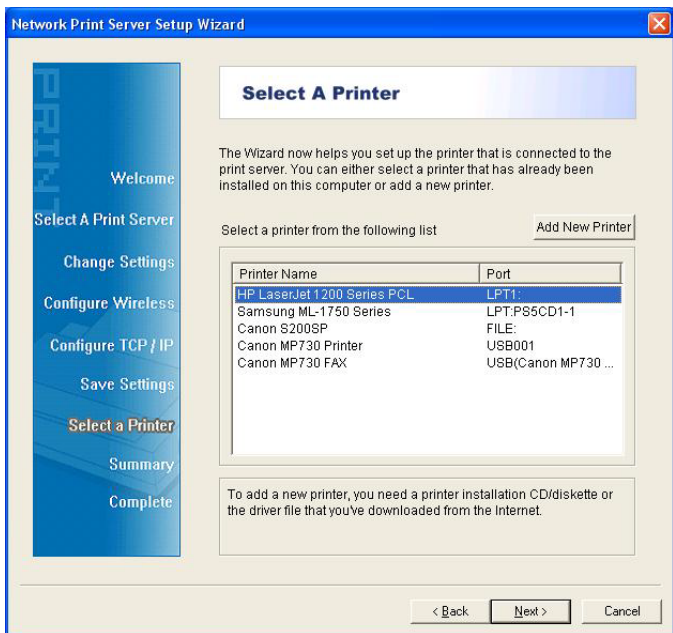 Network Print Server Setup Wizard
PRINT
Welcome
Select A Print Server
Change Settings
Configure Wireless
Configure TCP / IP
Save Settings
Select a Printer
Summary
Complete
Select A Printer
The Wizard now helps you set up the printer that is connected to the
print server. You can either select a printer that has already been
installed on this computer or add a new printer.
Select a printer from the following list
Add New Printer
Printer Name Port
HP LaserJet 1200 Series PCL LPT1:
Samsung ML-1750 Series LPT:PS5CD1-1
Canon S200SP FILE:
Canon MP730 Printer USB001
Canon MP730 FAX USB(Canon MP730 ...
To add a new printer, you need a printer installation CD/diskette or
the driver file that you've downloaded from the Internet.
< Back Next > Cancel